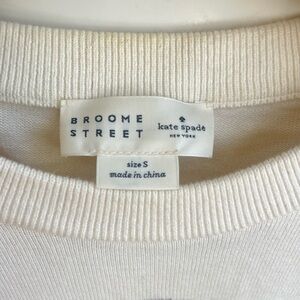 BROOME
STREET
kate spade
NEW YORK
size S
made in china